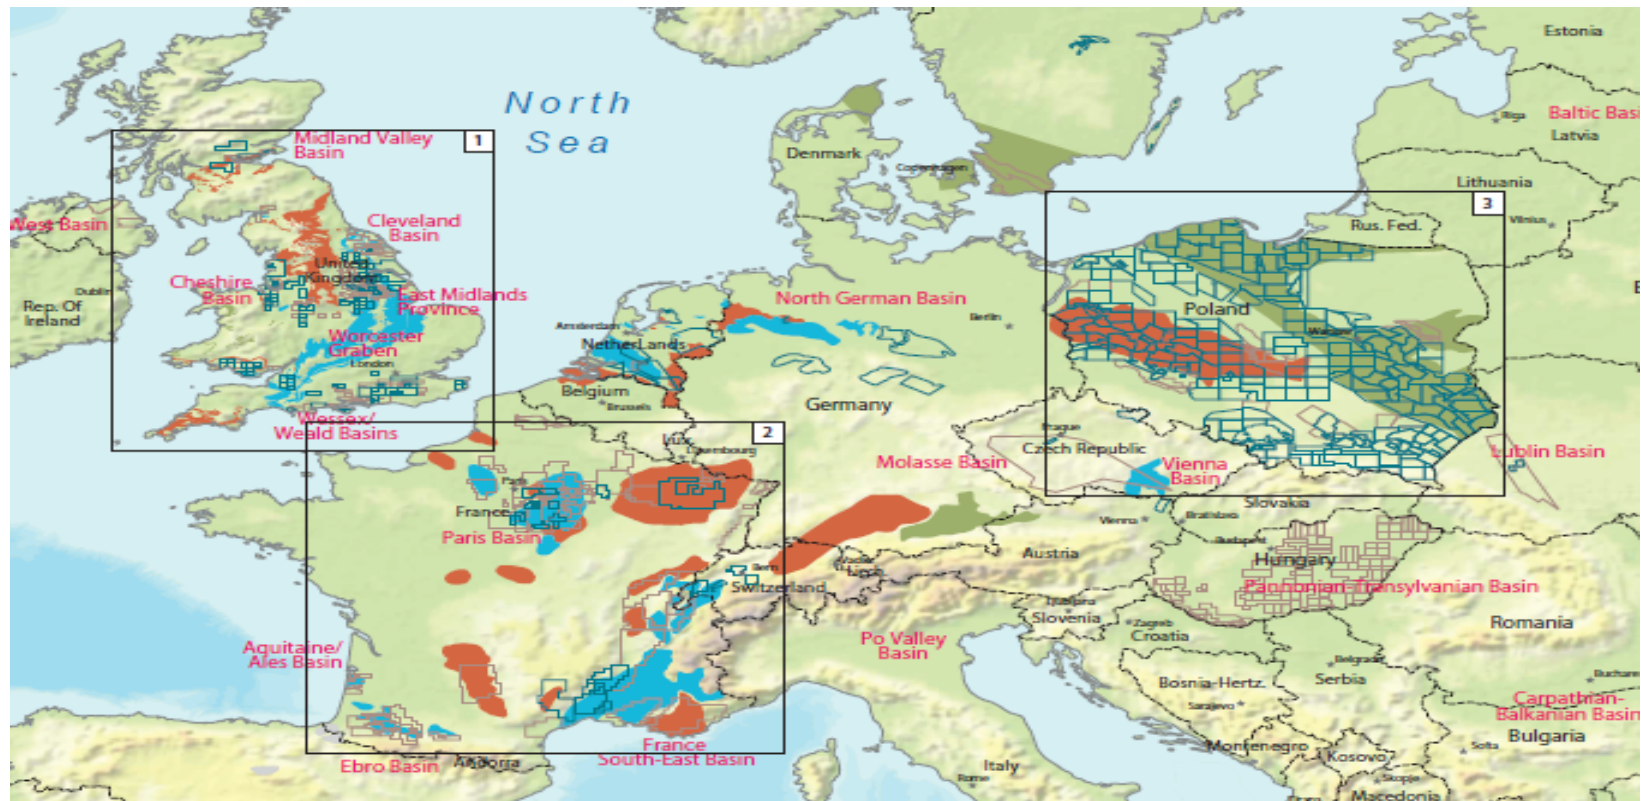 Estonia
North
Sea
Riga
Baltic Basi
Latvia
Midland Valley
Basin
1
Denmark
Copenhagen
Lithuania
3
Vilnius
Rus. Fed.
West Basin
Cleveland
Basin
United
Kingdom
Cheshire
Basin
Dublin
Rep. Of
Ireland
East Midlands
Province
North German Basin
Poland
Berlin
Warsaw
Amsterdam
Netherlands
Worcester
Graben
London
Belgium
Brussels
Germany
Wessex/
Weald Basins
2
Prague
Czech Republic
Lux.
Luxembourg
Molasse Basin
Vienna
Basin
Lublin Basin
Paris
France
Slovakia
Vienna
Bratislava
Paris Basin
Budapest
Hungary
Austria
Bern
Switzerland
Pannonian-Transylvanian Basin
Ljubljana
Slovenia
Zagreb
Croatia
Romania
Po Valley
Basin
Aquitaine/
Ales Basin
Belgrade
Serbia
Buchare
Bosnia-Hertz.
Sarajevo
Carpathian-
Balkanian Basin
Bulgaria
Sofia
France
South-East Basin
Ebro Basin
Andorra
Montenegro
Kosovo
Italy
Rome
Skopje
Macedonia